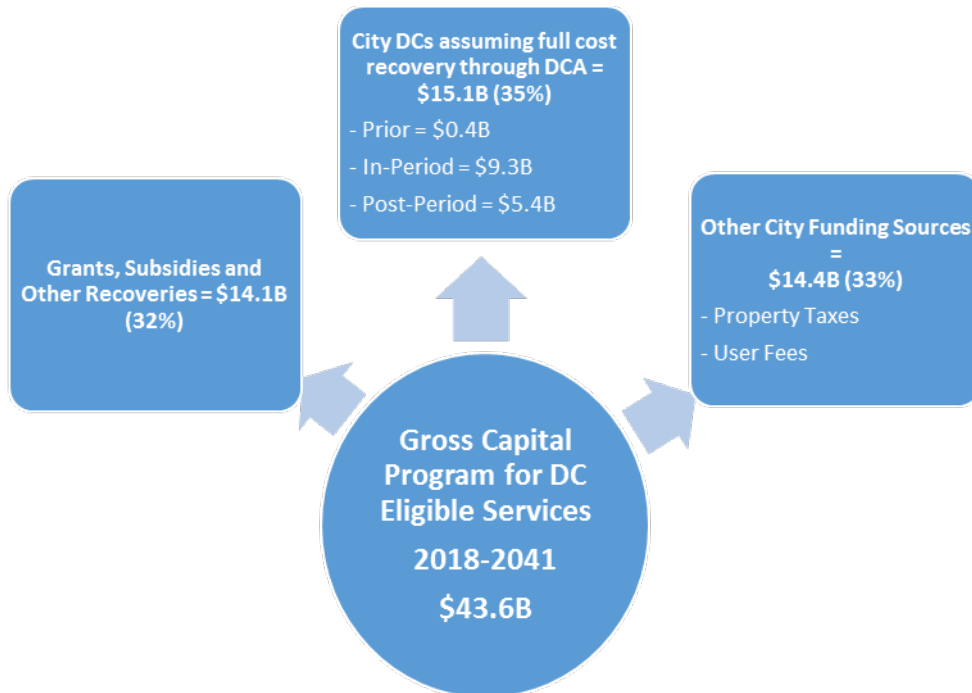 City DCs assuming full cost
recovery through DCA =
$15.1B (35%)
- Prior = $0.4B
- In-Period = $9.3B
- Post-Period = $5.4B
Grants, Subsidies and
Other Recoveries = $14.1B
(32%)
Other City Funding Sources
=
$14.4B (33%)
- Property Taxes
- User Fees
Gross Capital
Program for DC
Eligible Services
2018-2041
$43.6B